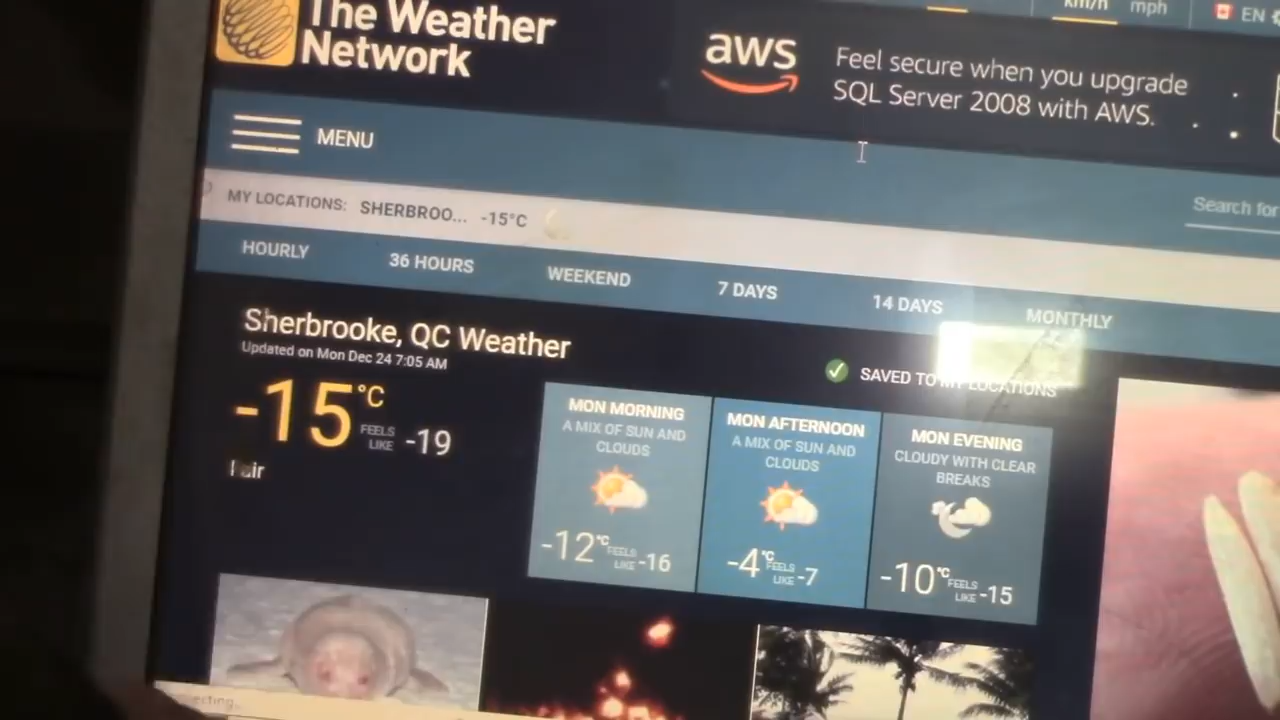 km/h mph EN
The Weather
Network
aws
Feel secure when you upgrade
SQL Server 2008 with AWS.
MENU
Search for
MY LOCATIONS: SHERBROO... -15°C
HOURLY 36 HOURS WEEKEND 7 DAYS 14 DAYS MONTHLY
Sherbrooke, QC Weather
Updated on Mon Dec 24 7:05 AM
SAVED TO MY LOCATIONS
-15°C
FEELS
LIKE -19
Fair
MON MORNING
A MIX OF SUN AND
CLOUDS
-12°C FEELS
LIKE -16
MON AFTERNOON
A MIX OF SUN AND
CLOUDS
-4°C FEELS
LIKE -7
MON EVENING
CLOUDY WITH CLEAR
BREAKS
-10°C FEELS
LIKE -15